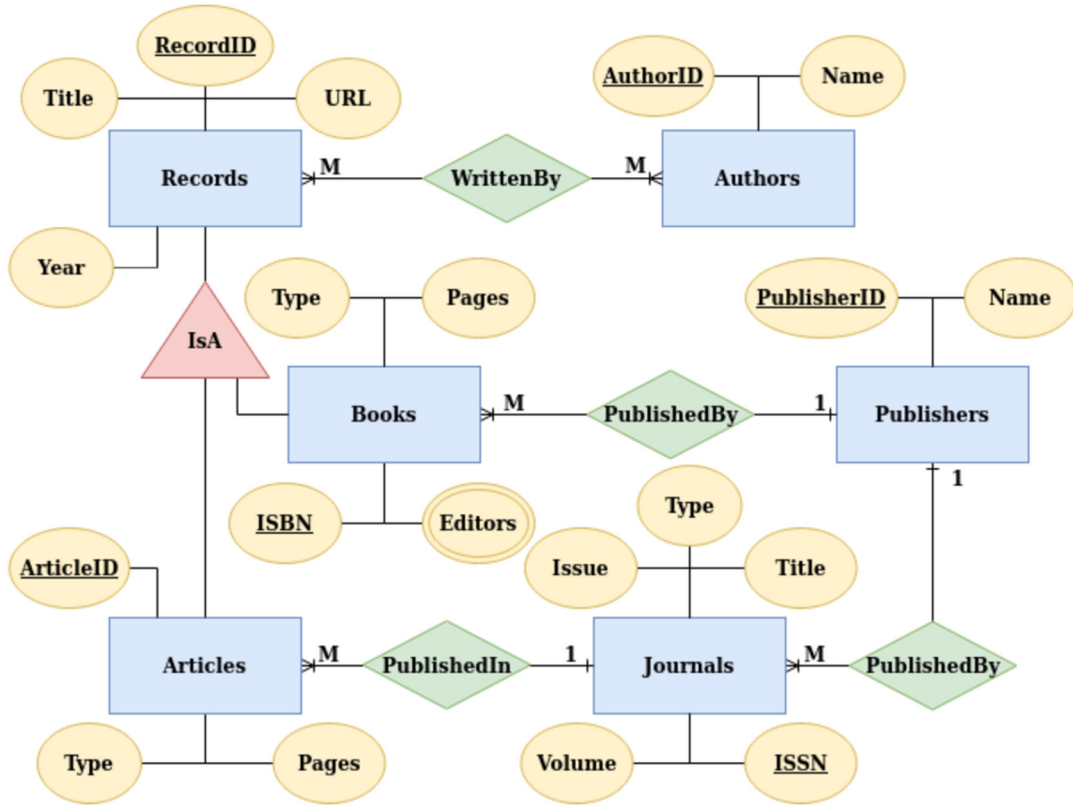 RecordID
Title
URL
AuthorID
Name
Records
M
WrittenBy
M
Authors
Year
Type
Pages
PublisherID
Name
IsA
Books
M
PublishedBy
1
Publishers
1
ISBN
Editors
Type
ArticleID
Issue
Title
Articles
M
PublishedIn
1
Journals
M
PublishedBy
Type
Pages
Volume
ISSN